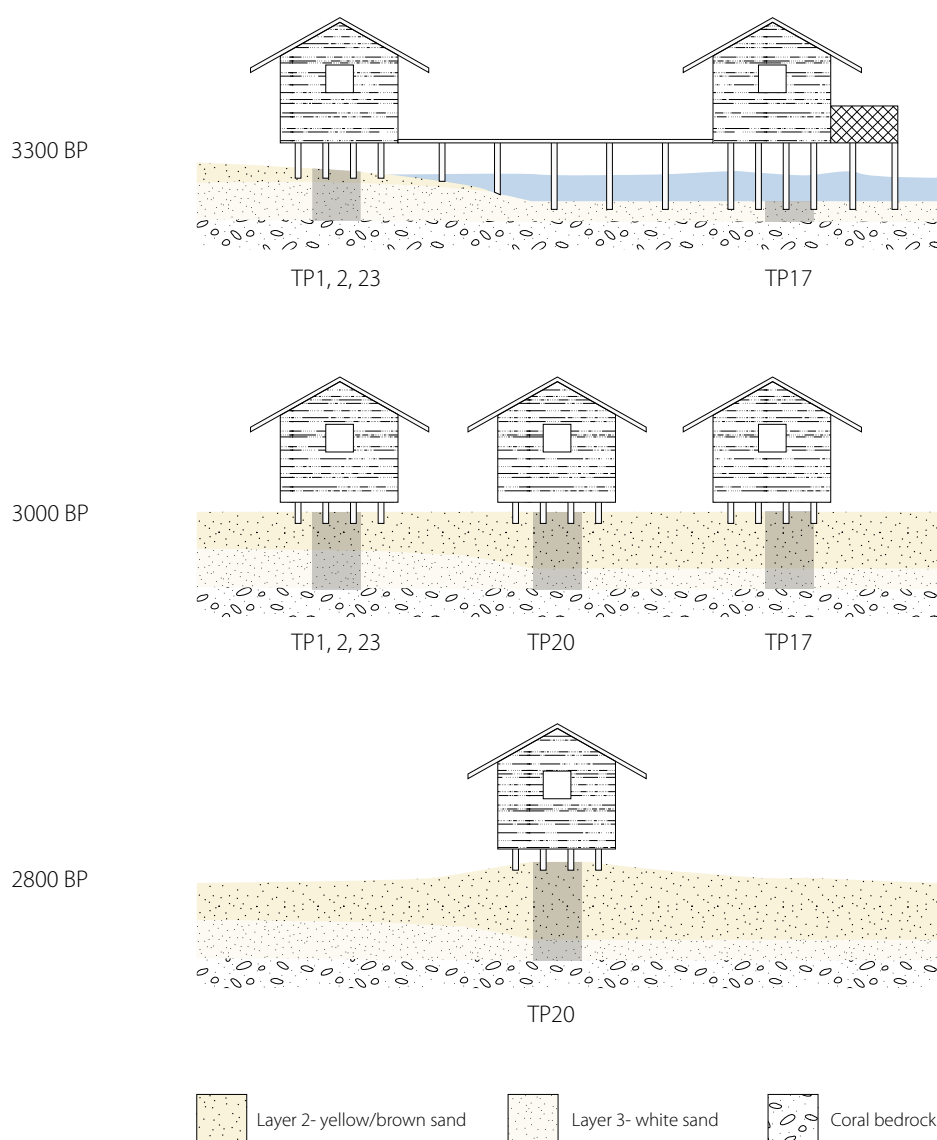 3300 BP
TP1, 2, 23 TP17
3000 BP
TP1, 2, 23 TP20 TP17
2800 BP
TP20
Layer 2- yellow/brown sand Layer 3- white sand Coral bedrock